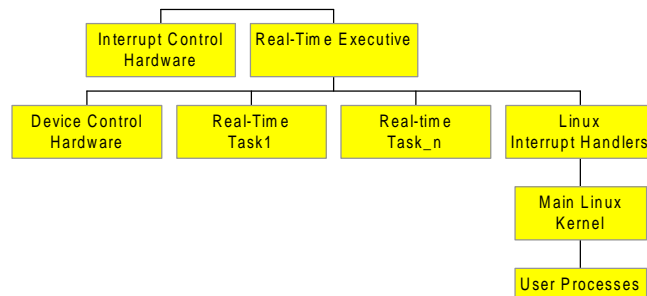 Interrupt Control
Hardware
Real-Time Executive
Device Control
Hardware
Real-Time
Task1
Real-time
Task_n
Linux
Interrupt Handlers
Main Linux
Kernel
User Processes